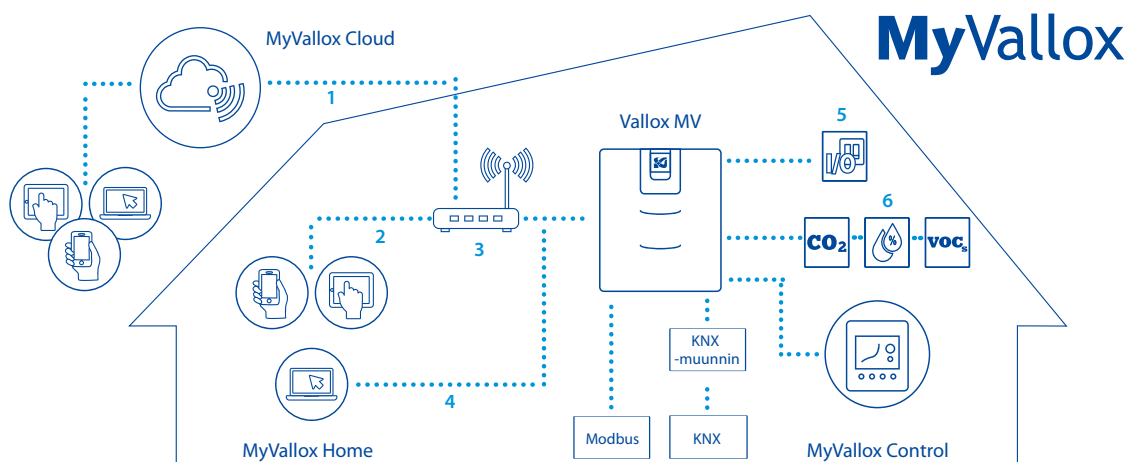 MyVallox
MyVallox Cloud
1
Vallox MV
5
I/O
2
3
6
%
CO₂
VOCs
KNX
-muunnin
4
Modbus
KNX
MyVallox Home
MyVallox Control